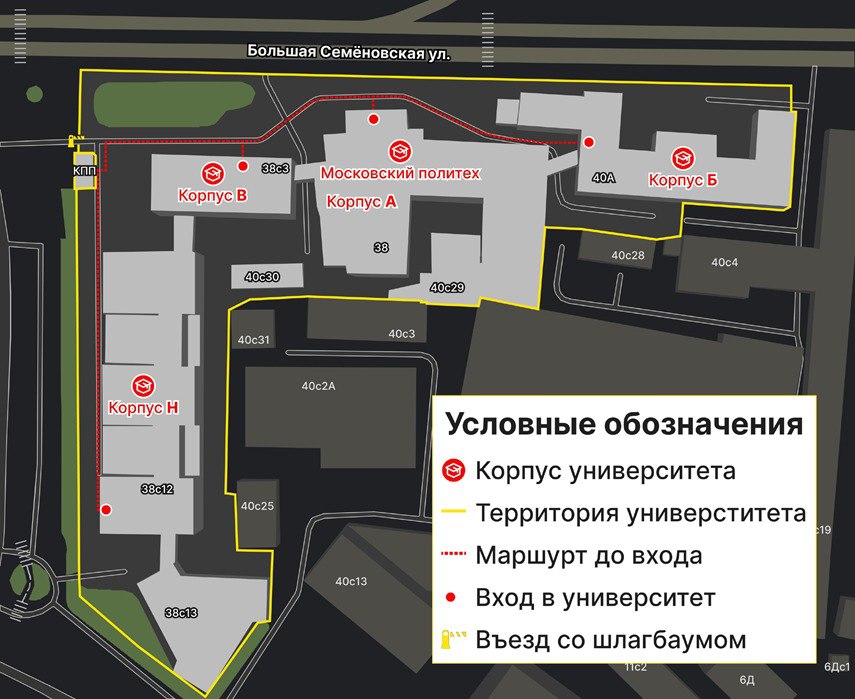 Большая Семёновская ул.
КПП
38с3
Корпус В
Московский политех
Корпус А
40А
Корпус Б
38
40с28
40с4
40с30
40с29
40с31
40с3
40с2А
Корпус Н
Условные обозначения
Корпус университета
Территория универститета
Маршурт до входа
Вход в университет
Въезд со шлагбаумом
38с12
40с25
с19
40с13
38с13
11с2
6Д
6Дс1